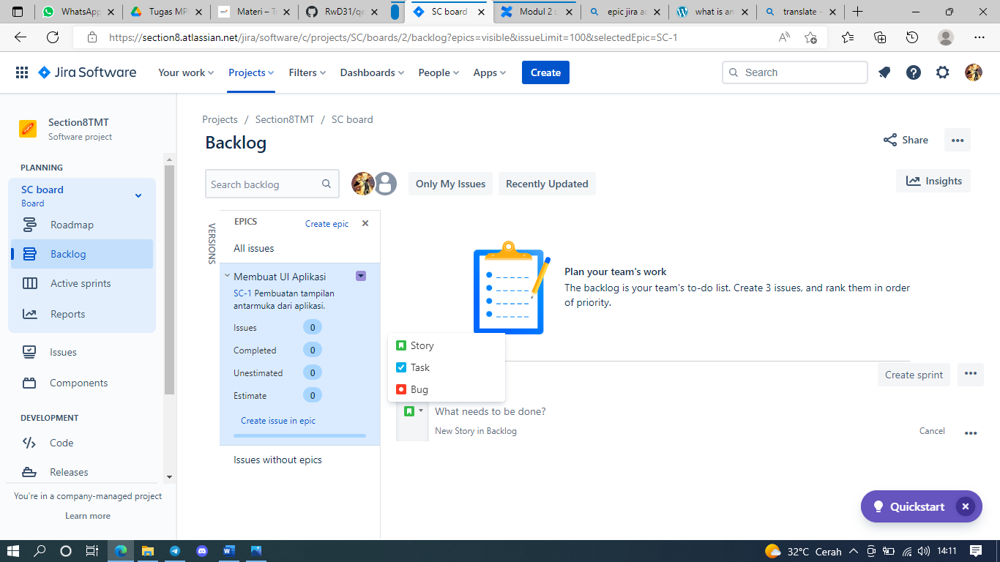 WhatsApp
Tugas MP
Materi – T
RwD31/qe
SC board
Modul 2 :
epic jira a
what is an
translate -
https://section8.atlassian.net/jira/software/c/projects/SC/boards/2/backlog?epics=visible&issueLimit=100&selectedEpic=SC-1
Jira Software
Your work
Projects
Filters
Dashboards
People
Apps
Create
Search
Section8TMT
Software project
PLANNING
SC board
Board
Roadmap
Backlog
Active sprints
Reports
Issues
Components
DEVELOPMENT
Code
Releases
You're in a company-managed project
Learn more
Projects / Section8TMT / SC board
Backlog
Share
Search backlog
Only My Issues
Recently Updated
Insights
VERSIONS
EPICS
Create epic
All issues
Membuat UI Aplikasi
SC-1 Pembuatan tampilan
antarmuka dari aplikasi.
Issues 0
Completed 0
Unestimated 0
Estimate 0
Create issue in epic
Issues without epics
Plan your team's work
The backlog is your team's to-do list. Create 3 issues, and rank them in order
of priority.
Story
Task
Bug
Create sprint
What needs to be done?
New Story in Backlog
Cancel
Quickstart
32°C Cerah
14:11